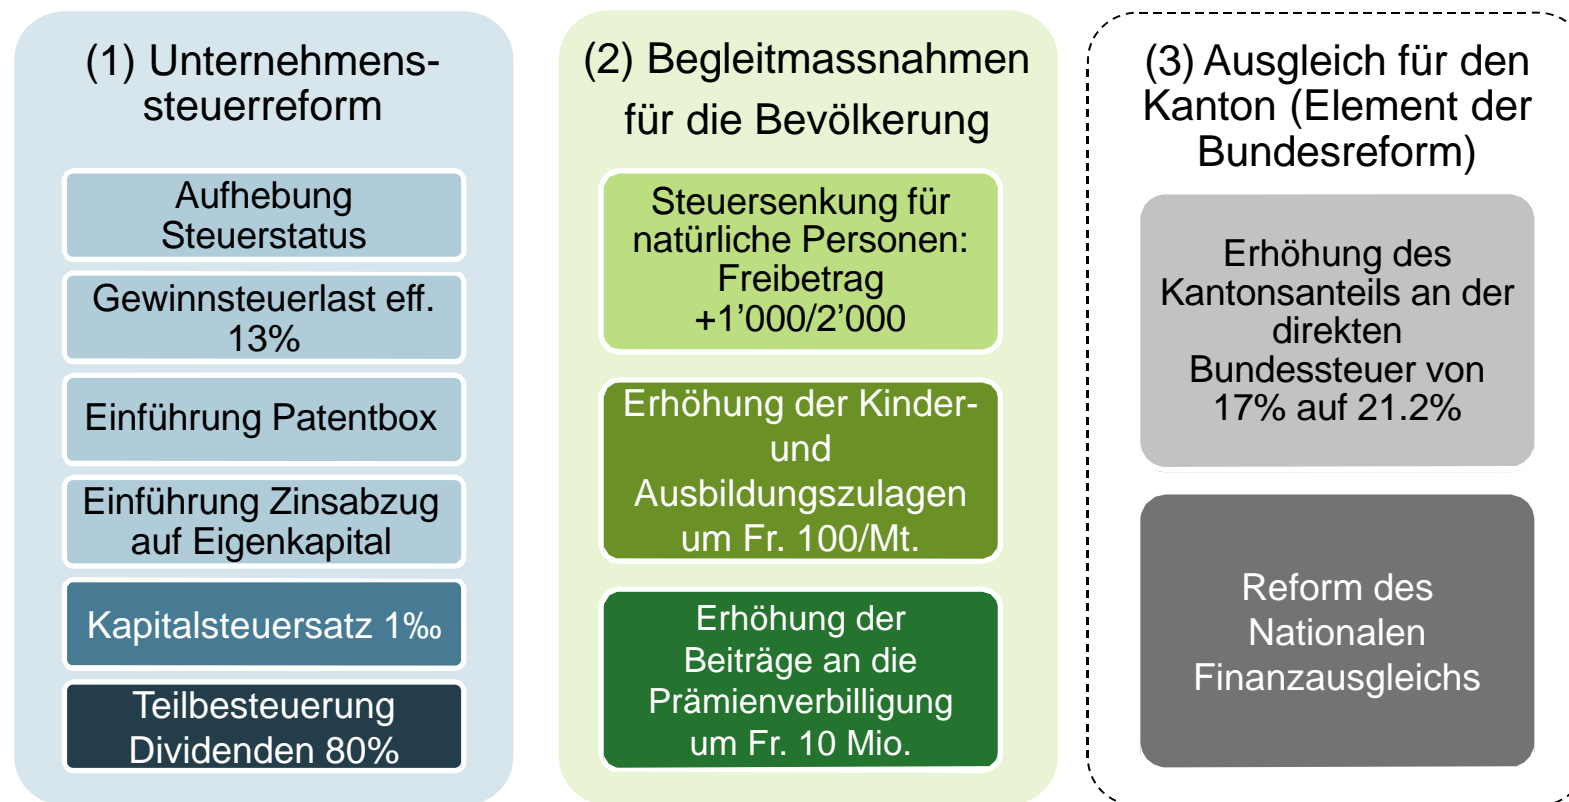 (1) Unternehmens-
steuerreform
Aufhebung
Steuerstatus
Gewinnsteuerlast eff.
13%
Einführung Patentbox
Einführung Zinsabzug
auf Eigenkapital
Kapitalsteuersatz 1‰
Teilbesteuerung
Dividenden 80%
(2) Begleitmassnahmen
für die Bevölkerung
Steuersenkung für
natürliche Personen:
Freibetrag
+1’000/2’000
Erhöhung der Kinder-
und
Ausbildungszulagen
um Fr. 100/Mt.
Erhöhung der
Beiträge an die
Prämienverbilligung
um Fr. 10 Mio.
(3) Ausgleich für den
Kanton (Element der
Bundesreform)
Erhöhung des
Kantonsanteils an der
direkten
Bundessteuer von
17% auf 21.2%
Reform des
Nationalen
Finanzausgleichs